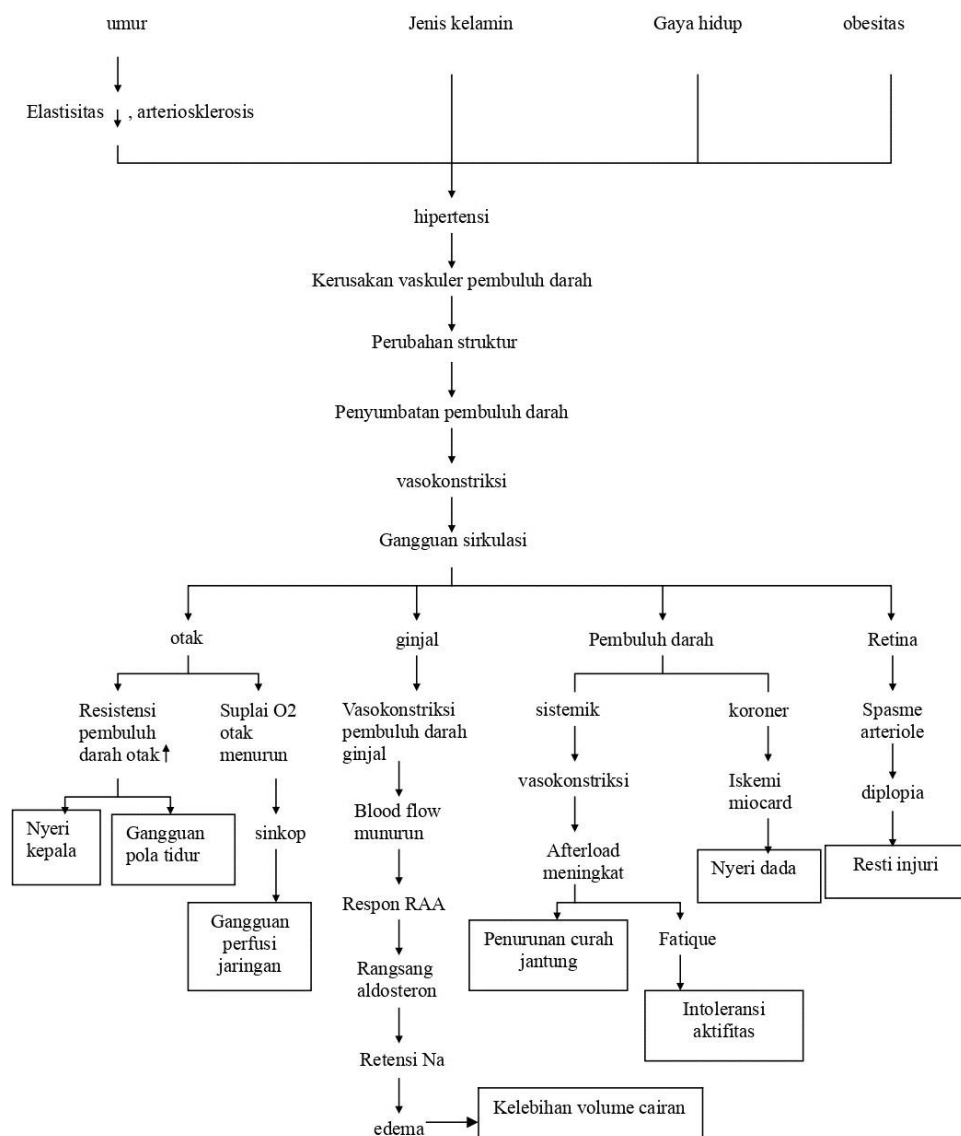 umur
Jenis kelamin
Gaya hidup
obesitas
Elastisitas , arteriosklerosis
hipertensi
Kerusakan vaskuler pembuluh darah
Perubahan struktur
Penyumbatan pembuluh darah
vasokonstriksi
Gangguan sirkulasi
otak
ginjal
Pembuluh darah
Retina
Resistensi
pembuluh
darah otak
Suplai O2
otak
menurun
Vasokonstriksi
pembuluh darah
ginjal
sistemik
koroner
Spasme
arteriole
vasokonstriksi
Iskemi
miocard
diplopia
Nyeri
kepala
Gangguan
pola tidur
sinkop
Blood flow
munurun
Afterload
meningkat
Nyeri dada
Resti injuri
Gangguan
perfusi
jaringan
Respon RAA
Penurunan curah
jantung
Fatique
Rangsang
aldosteron
Intoleransi
aktifitas
Retensi Na
edema
Kelebihan volume cairan